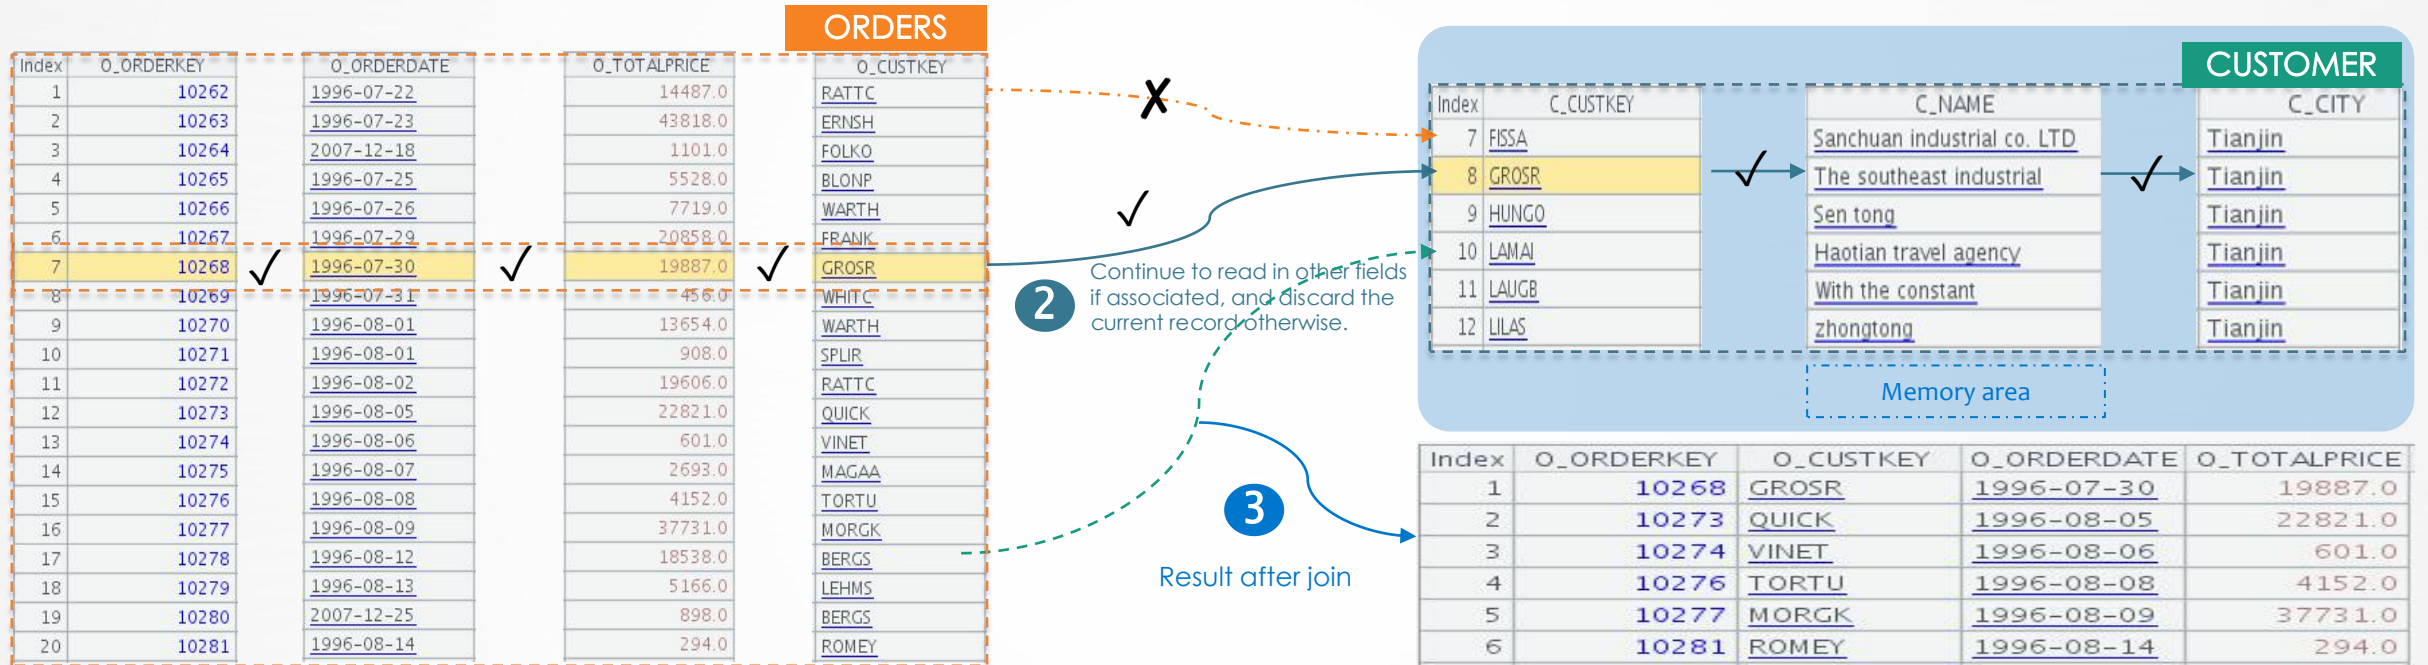 ORDERS
Index O_ORDERKEY O_ORDERDATE O_TOTALPRICE O_CUSTKEY
1 10262 1996-07-22 14487.0 RATTC
2 10263 1996-07-23 43818.0 ERNSH
3 10264 2007-12-18 1101.0 FOLKO
4 10265 1996-07-25 5528.0 BLONP
5 10266 1996-07-26 7719.0 WARTH
6 10267 1996-07-29 20858.0 FRANK
7 10268 1996-07-30 19887.0 GROSR
8 10269 1996-07-31 456.0 WHITC
9 10270 1996-08-01 13654.0 WARTH
10 10271 1996-08-01 908.0 SPLIR
11 10272 1996-08-02 19606.0 RATTC
12 10273 1996-08-05 22821.0 QUICK
13 10274 1996-08-06 601.0 VINET
14 10275 1996-08-07 2693.0 MAGAA
15 10276 1996-08-08 4152.0 TORTU
16 10277 1996-08-09 37731.0 MORGK
17 10278 1996-08-12 18538.0 BERGS
18 10279 1996-08-13 5166.0 LEHMS
19 10280 2007-12-25 898.0 BERGS
20 10281 1996-08-14 294.0 ROMEY
2
Continue to read in other fields
if associated, and discard the
current record otherwise.
3
Result after join
CUSTOMER
Index C_CUSTKEY C_NAME C_CITY
7 FISSA Sanchuan industrial co. LTD Tianjin
8 GROSR The southeast industrial Tianjin
9 HUNGO Sen tong Tianjin
10 LAMAI Haotian travel agency Tianjin
11 LAUGB With the constant Tianjin
12 LILAS zhongtong Tianjin
Memory area
Index O_ORDERKEY O_CUSTKEY O_ORDERDATE O_TOTALPRICE
1 10268 GROSR 1996-07-30 19887.0
2 10273 QUICK 1996-08-05 22821.0
3 10274 VINET 1996-08-06 601.0
4 10276 TORTU 1996-08-08 4152.0
5 10277 MORGK 1996-08-09 37731.0
6 10281 ROMEY 1996-08-14 294.0